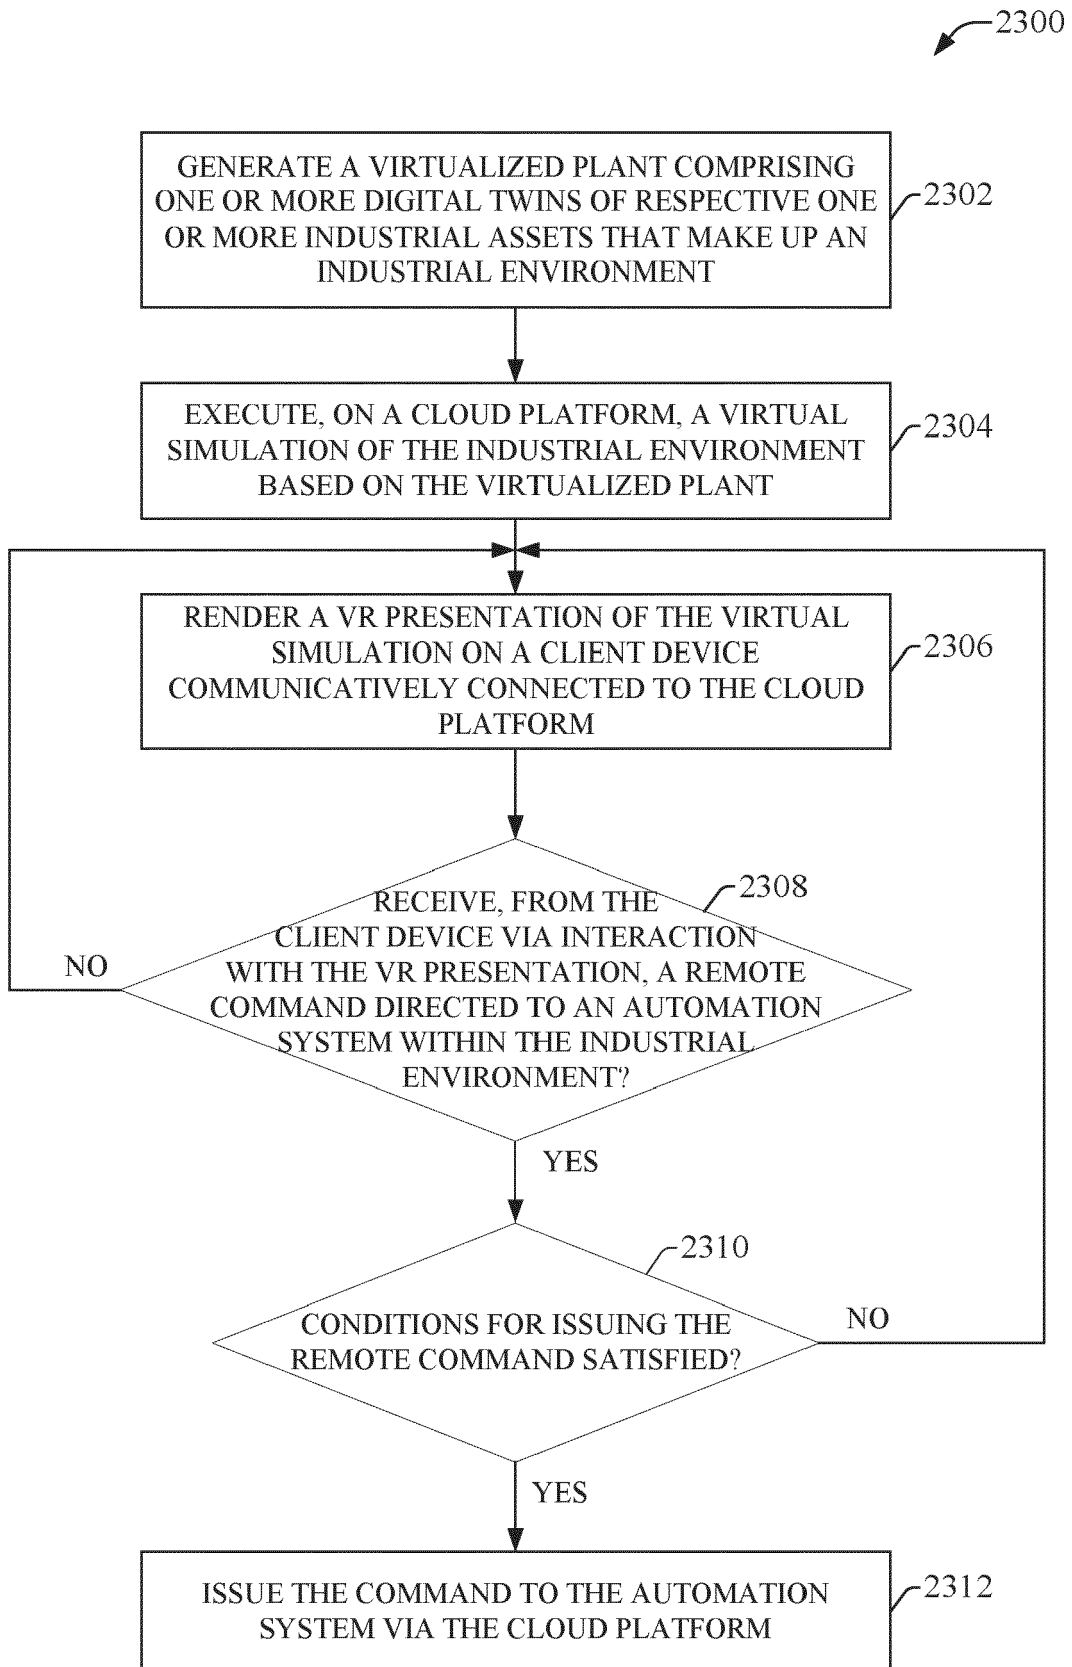 2300
GENERATE A VIRTUALIZED PLANT COMPRISING
ONE OR MORE DIGITAL TWINS OF RESPECTIVE ONE
OR MORE INDUSTRIAL ASSETS THAT MAKE UP AN
INDUSTRIAL ENVIRONMENT
2302
EXECUTE, ON A CLOUD PLATFORM, A VIRTUAL
SIMULATION OF THE INDUSTRIAL ENVIRONMENT
BASED ON THE VIRTUALIZED PLANT
2304
RENDER A VR PRESENTATION OF THE VIRTUAL
SIMULATION ON A CLIENT DEVICE
COMMUNICATIVELY CONNECTED TO THE CLOUD
PLATFORM
2306
RECEIVE, FROM THE
CLIENT DEVICE VIA INTERACTION
WITH THE VR PRESENTATION, A REMOTE
COMMAND DIRECTED TO AN AUTOMATION
SYSTEM WITHIN THE INDUSTRIAL
ENVIRONMENT?
2308
NO
YES
CONDITIONS FOR ISSUING THE
REMOTE COMMAND SATISFIED?
2310
NO
YES
ISSUE THE COMMAND TO THE AUTOMATION
SYSTEM VIA THE CLOUD PLATFORM
2312